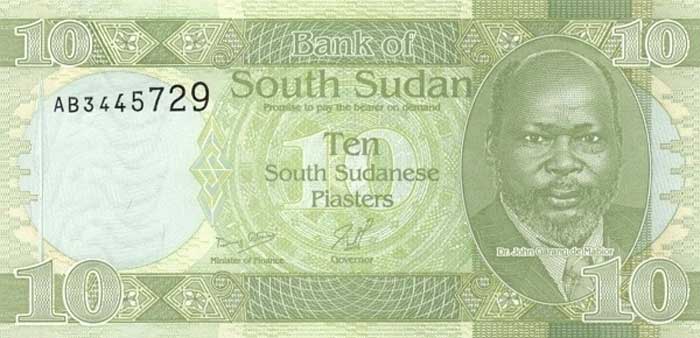 10
Bank of
10
South Sudan
AB3445729
Promise to pay the bearer on demand
10
Ten
South Sudanese
Piasters
Minister of Finance
Governor
Dr. John Garang de Mabior
10
10